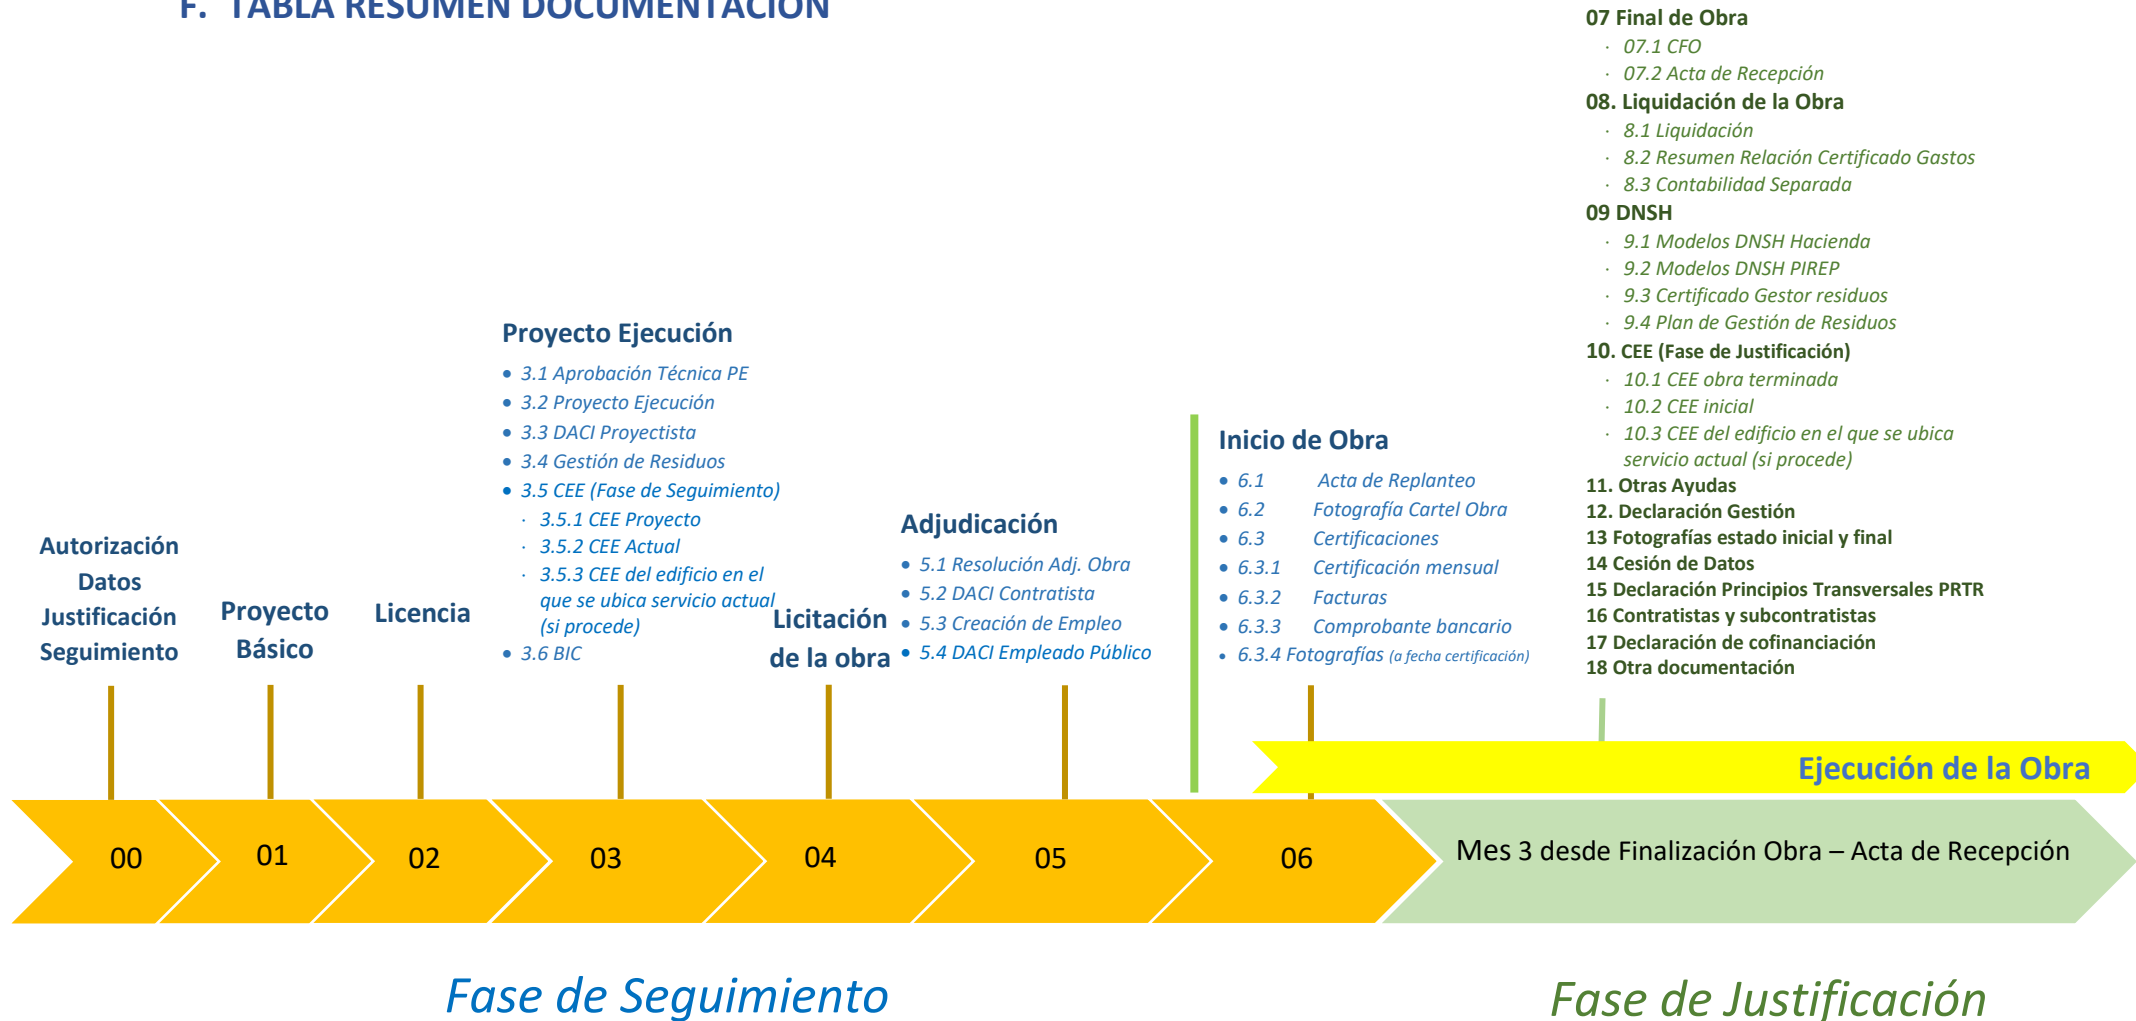 F. TABLA RESUMEN DOCUMENTACIÓN
Autorización
Datos
Justificación
Seguimiento
Proyecto
Básico
Licencia
Proyecto Ejecución
• 3.1 Aprobación Técnica PE
• 3.2 Proyecto Ejecución
• 3.3 DACI Proyectista
• 3.4 Gestión de Residuos
• 3.5 CEE (Fase de Seguimiento)
· 3.5.1 CEE Proyecto
· 3.5.2 CEE Actual
· 3.5.3 CEE del edificio en el
que se ubica servicio actual
(si procede)
• 3.6 BIC
Licitación
de la obra
Adjudicación
• 5.1 Resolución Adj. Obra
• 5.2 DACI Contratista
• 5.3 Creación de Empleo
• 5.4 DACI Empleado Público
Inicio de Obra
• 6.1 Acta de Replanteo
• 6.2 Fotografía Cartel Obra
• 6.3 Certificaciones
• 6.3.1 Certificación mensual
• 6.3.2 Facturas
• 6.3.3 Comprobante bancario
• 6.3.4 Fotografías (a fecha certificación)
07 Final de Obra
· 07.1 CFO
· 07.2 Acta de Recepción
08. Liquidación de la Obra
· 8.1 Liquidación
· 8.2 Resumen Relación Certificado Gastos
· 8.3 Contabilidad Separada
09 DNSH
· 9.1 Modelos DNSH Hacienda
· 9.2 Modelos DNSH PIREP
· 9.3 Certificado Gestor residuos
· 9.4 Plan de Gestión de Residuos
10. CEE (Fase de Justificación)
· 10.1 CEE obra terminada
· 10.2 CEE inicial
· 10.3 CEE del edificio en el que se ubica
servicio actual (si procede)
11. Otras Ayudas
12. Declaración Gestión
13 Fotografías estado inicial y final
14 Cesión de Datos
15 Declaración Principios Transversales PRTR
16 Contratistas y subcontratistas
17 Declaración de cofinanciación
18 Otra documentación
Ejecución de la Obra
00
01
02
03
04
05
06
Mes 3 desde Finalización Obra – Acta de Recepción
Fase de Seguimiento
Fase de Justificación